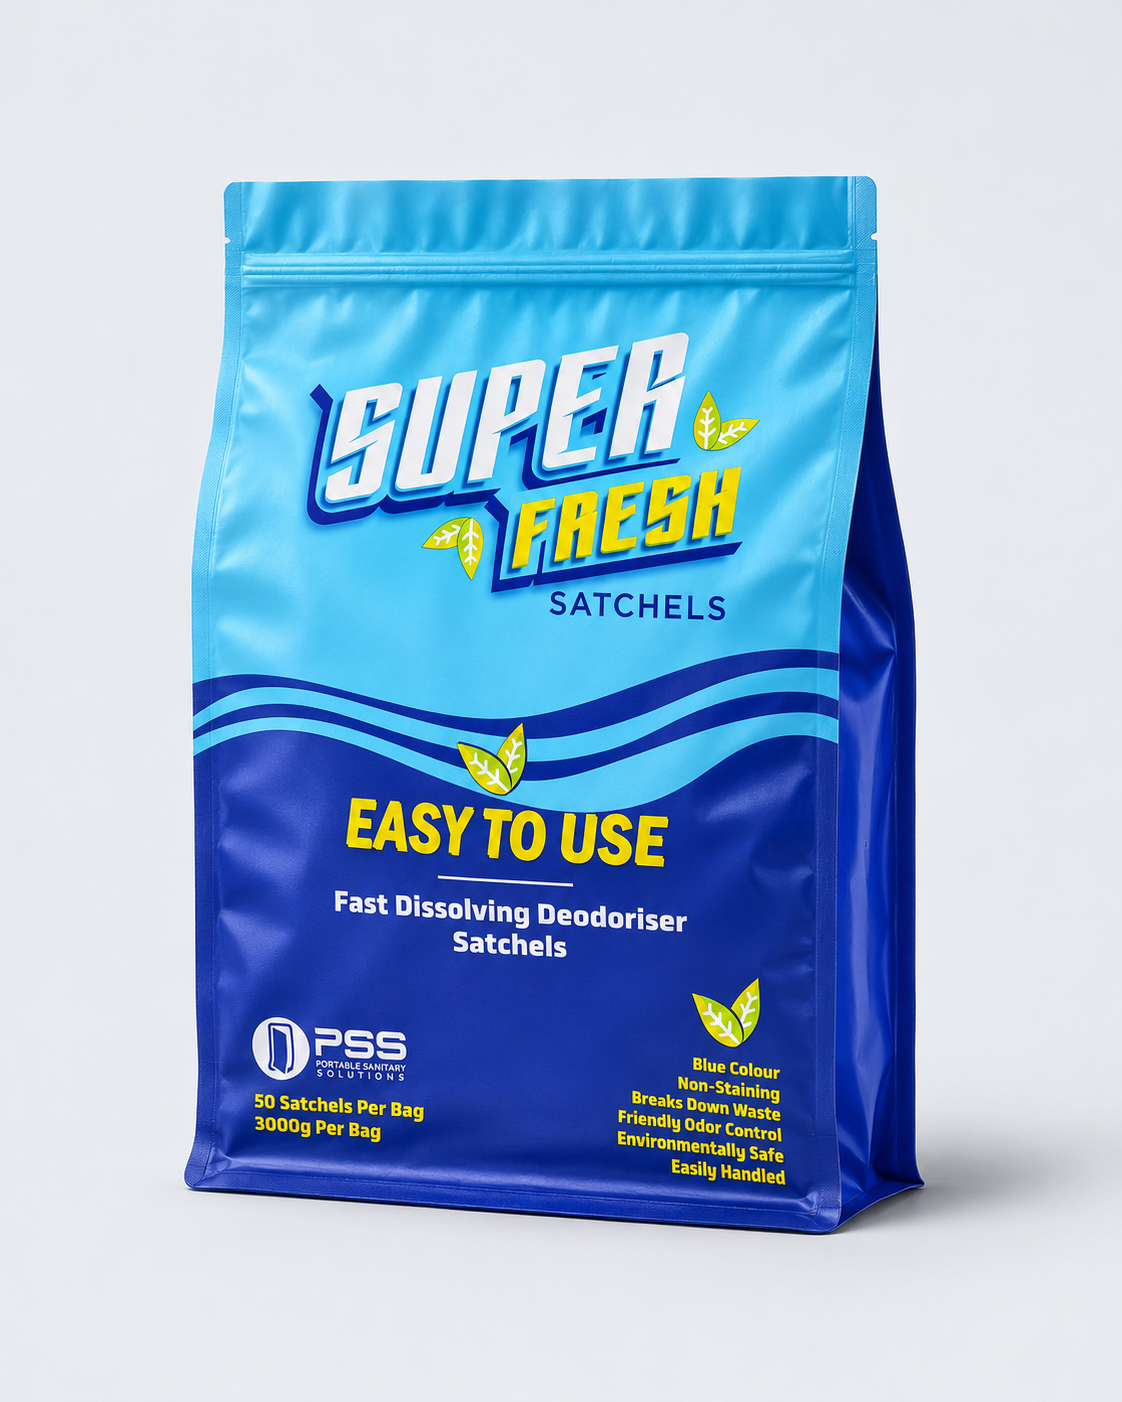 SUPER
FRESH
SATCHELS
EASY TO USE
Fast Dissolving Deodoriser
Satchels
PSS
PORTABLE SANITARY
SOLUTIONS
50 Satchels Per Bag
3000g Per Bag
Blue Colour
Non-Staining
Breaks Down Waste
Friendly Odor Control
Environmentally Safe
Easily Handled